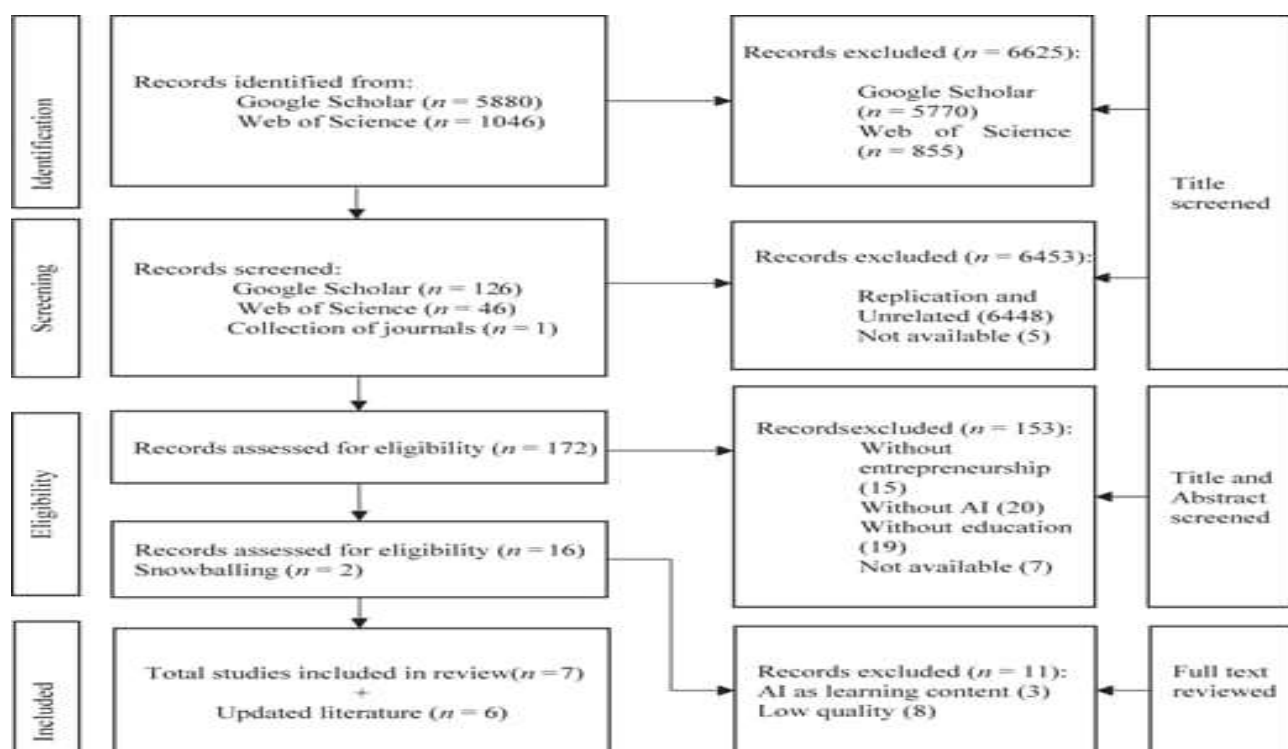 Identification
Records identified from:
Google Scholar (n = 5880)
Web of Science (n = 1046)
Records excluded (n = 6625):
Google Scholar
(n = 5770)
Web of Science
(n = 855)
Title
screened
Screening
Records screened:
Google Scholar (n = 126)
Web of Science (n = 46)
Collection of journals (n = 1)
Records excluded (n = 6453):
Replication and
Unrelated (6448)
Not available (5)
Eligibility
Records assessed for eligibility (n = 172)
Recordsexcluded (n = 153):
Without
entrepreneurship
(15)
Without AI (20)
Without education
(19)
Not available (7)
Title and
Abstract
screened
Records assessed for eligibility (n = 16)
Snowballing (n = 2)
Included
Total studies included in review(n = 7)
+
Updated literature (n = 6)
Records excluded (n = 11):
AI as learning content (3)
Low quality (8)
Full text
reviewed